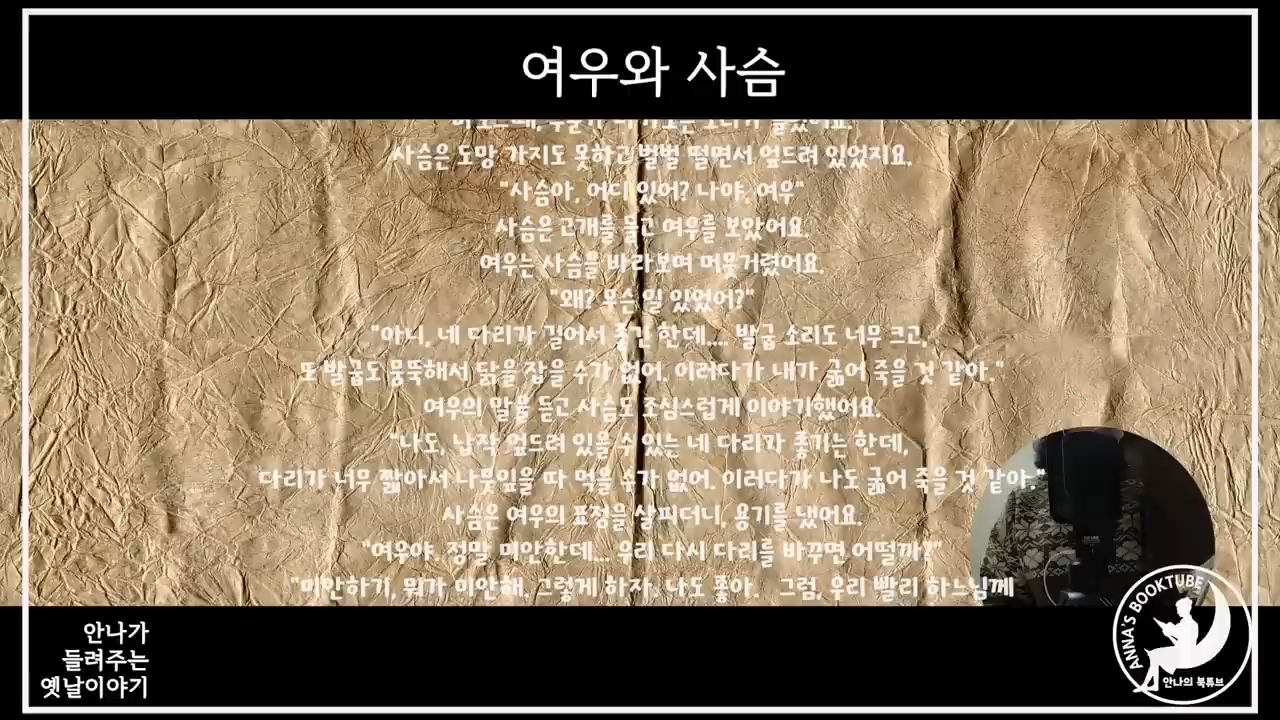 여우와 사슴
사슴은 도망 가지도 못하고 벌벌 떨면서 엎드려 있었지요.
"사슴아, 어디 있어? 나야, 여우"
사슴은 고개를 들고 여우를 보았어요.
여우는 사슴을 바라보며 머뭇거렸어요.
"왜? 무슨 일 있었어?"
"아니, 네 다리가 길어서 좋긴 한데.... 발굽 소리도 너무 크고,
또 발굽도 뭉뚝해서 닭을 잡을 수가 없어. 이러다가 내가 굶어 죽을 것 같아."
여우의 말을 듣고 사슴도 조심스럽게 이야기했어요.
"나도, 납작 엎드려 있을 수 있는 네 다리가 좋기는 한데,
다리가 너무 짧아서 나뭇잎을 따 먹을 수가 없어. 이러다가 나도 굶어 죽을 것 같아."
사슴은 여우의 표정을 살피더니, 용기를 냈어요.
"여우야. 정말 미안한데... 우리 다시 다리를 바꾸면 어떨까?"
"미안하기, 뭐가 미안해. 그렇게 하자. 나도 좋아. 그럼, 우리 빨리 하느님께
안나가
들려주는
옛날이야기
ANNA'S BOOKTUBE
안나의 북튜브